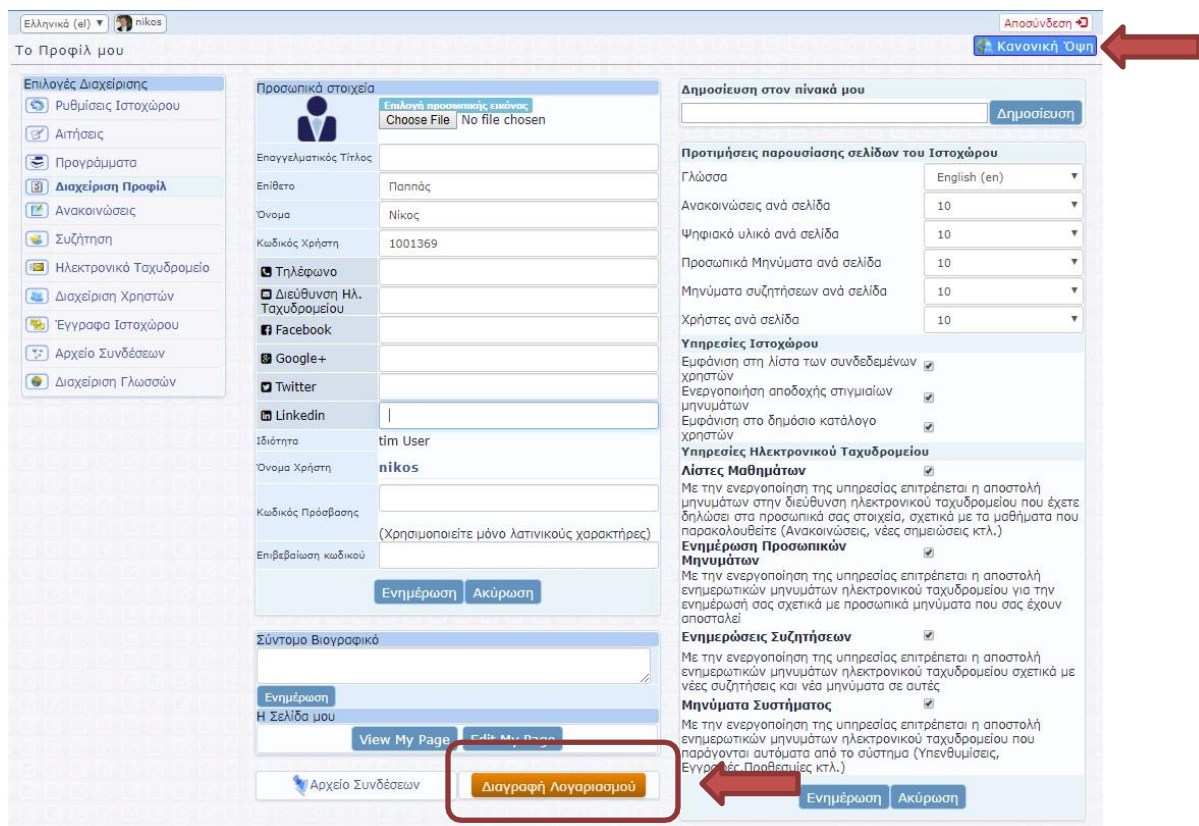 Ελληνικά (el) nikos
Αποσύνδεση
Το Προφίλ μου
Κανονική Όψη
Επιλογές Διαχείρισης
Ρυθμίσεις Ιστοχώρου
Αιτήσεις
Προγράμματα
Διαχείριση Προφίλ
Ανακοινώσεις
Συζήτηση
Ηλεκτρονικό Ταχυδρομείο
Διαχείριση Χρηστών
Έγγραφα Ιστοχώρου
Αρχείο Συνδέσεων
Διαχείριση Γλωσσών
Προσωπικά στοιχεία
Επιλογή προσωπικής εικόνας
Choose File No file chosen
Επαγγελματικός Τίτλος
Επίθετο Παππάς
Όνομα Νίκος
Κωδικός Χρήστη 1001369
Τηλέφωνο
Διεύθυνση Ηλ.
Ταχυδρομείου
Facebook
Google+
Twitter
Linkedin
Ιδιότητα tim User
Όνομα Χρήστη nikos
Κωδικός Πρόσβασης
(Χρησιμοποιείτε μόνο λατινικούς χαρακτήρες)
Επιβεβαίωση κωδικού
Ενημέρωση Ακύρωση
Σύντομο Βιογραφικό
Ενημέρωση
Η Σελίδα μου
View My Page Edit My Page
Αρχείο Συνδέσεων Διαγραφή Λογαριασμού
Δημοσίευση στον πίνακά μου
Δημοσίευση
Προτιμήσεις παρουσίασης σελίδων του Ιστοχώρου
Γλώσσα English (en)
Ανακοινώσεις ανά σελίδα 10
Ψηφιακό υλικό ανά σελίδα 10
Προσωπικά Μηνύματα ανά σελίδα 10
Μηνύματα συζητήσεων ανά σελίδα 10
Χρήστες ανά σελίδα 10
Υπηρεσίες Ιστοχώρου
Εμφάνιση στη λίστα των συνδεδεμένων
χρηστών
Ενεργοποιήση αποδοχής στιγμιαίων
μηνυμάτων
Εμφάνιση στο δημόσιο κατάλογο
χρηστών
Υπηρεσίες Ηλεκτρονικού Ταχυδρομείου
Λίστες Μαθημάτων
Με την ενεργοποίηση της υπηρεσίας επιτρέπεται η αποστολή
μηνυμάτων στην διεύθυνση ηλεκτρονικού ταχυδρομείου που έχετε
δηλώσει στα προσωπικά σας στοιχεία, σχετικά με τα μαθήματα που
παρακολουθείτε (Ανακοινώσεις, νέες σημειώσεις κτλ.)
Ενημέρωση Προσωπικών
Μηνυμάτων
Με την ενεργοποίηση της υπηρεσίας επιτρέπεται η αποστολή
ενημερωτικών μηνυμάτων ηλεκτρονικού ταχυδρομείου για την
ενημέρωσή σας σχετικά με προσωπικά μηνύματα που σας έχουν
αποσταλεί
Ενημερώσεις Συζητήσεων
Με την ενεργοποίηση της υπηρεσίας επιτρέπεται η αποστολή
ενημερωτικών μηνυμάτων ηλεκτρονικού ταχυδρομείου σχετικά με
νέες συζητήσεις και νέα μηνύματα σε αυτές
Μηνύματα Συστήματος
Με την ενεργοποίηση της υπηρεσίας επιτρέπεται η αποστολή
ενημερωτικών μηνυμάτων ηλεκτρονικού ταχυδρομείου που
παράγονται αυτόματα από το σύστημα (Υπενθυμίσεις,
Εγγραφές,Προθεσμίες κτλ.)
Ενημέρωση Ακύρωση